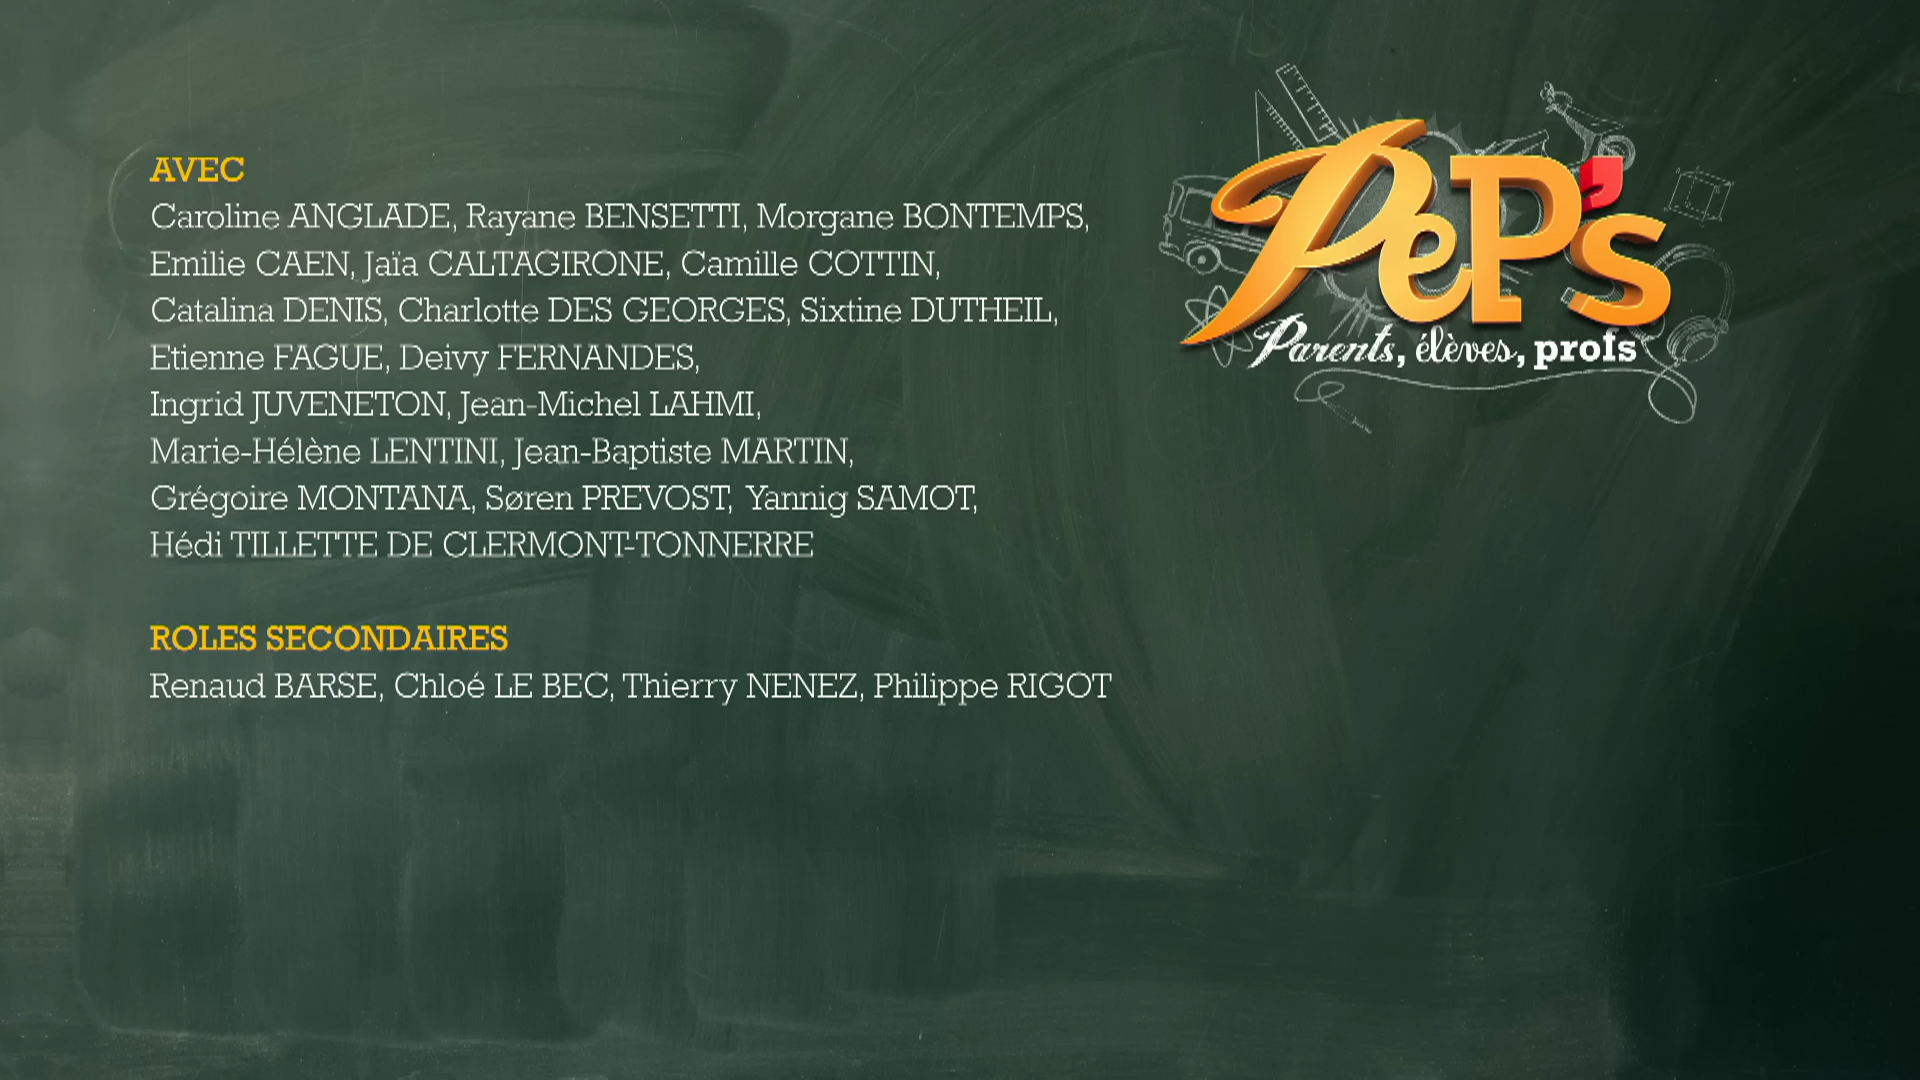 AVEC
Caroline ANGLADE, Rayane BENSETTI, Morgane BONTEMPS,
Emilie CAEN, Jaïa CALTAGIRONE, Camille COTTIN,
Catalina DENIS, Charlotte DES GEORGES, Sixtine DUTHEIL,
Etienne FAGUE, Deivy FERNANDES,
Ingrid JUVENETON, Jean-Michel LAHMI,
Marie-Hélène LENTINI, Jean-Baptiste MARTIN,
Grégoire MONTANA, Søren PREVOST, Yannig SAMOT,
Hédi TILLETTE DE CLERMONT-TONNERRE
ROLES SECONDAIRES
Renaud BARSE, Chloé LE BEC, Thierry NENEZ, Philippe RIGOT
PeP's
Parents, élèves, profs